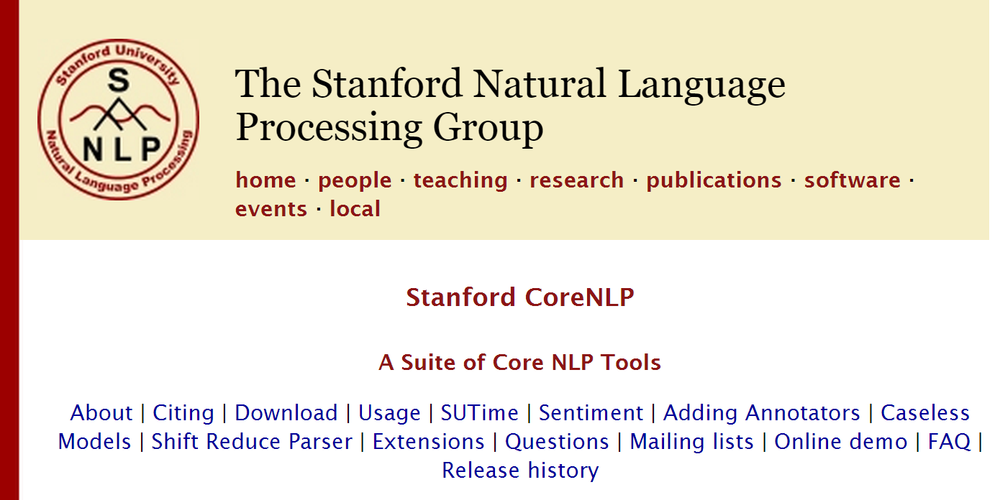 Stanford University
S
NLP
Natural Language Processing
The Stanford Natural Language
Processing Group
home · people · teaching · research · publications · software ·
events · local
Stanford CoreNLP
A Suite of Core NLP Tools
About | Citing | Download | Usage | SUTime | Sentiment | Adding Annotators | Caseless
Models | Shift Reduce Parser | Extensions | Questions | Mailing lists | Online demo | FAQ |
Release history